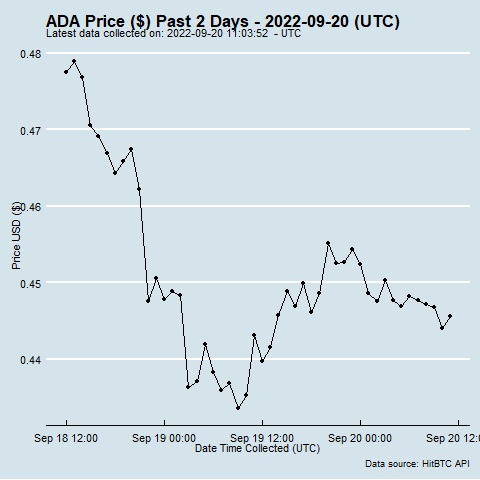 ADA Price ($) Past 2 Days - 2022-09-20 (UTC)
Latest data collected on: 2022-09-20 11:03:52 - UTC
0.48
0.47
0.46
0.45
0.44
Price USD ($)
Sep 18 12:00 Sep 19 00:00 Sep 19 12:00 Sep 20 00:00 Sep 20 12:00
Date Time Collected (UTC)
Data source: HitBTC API